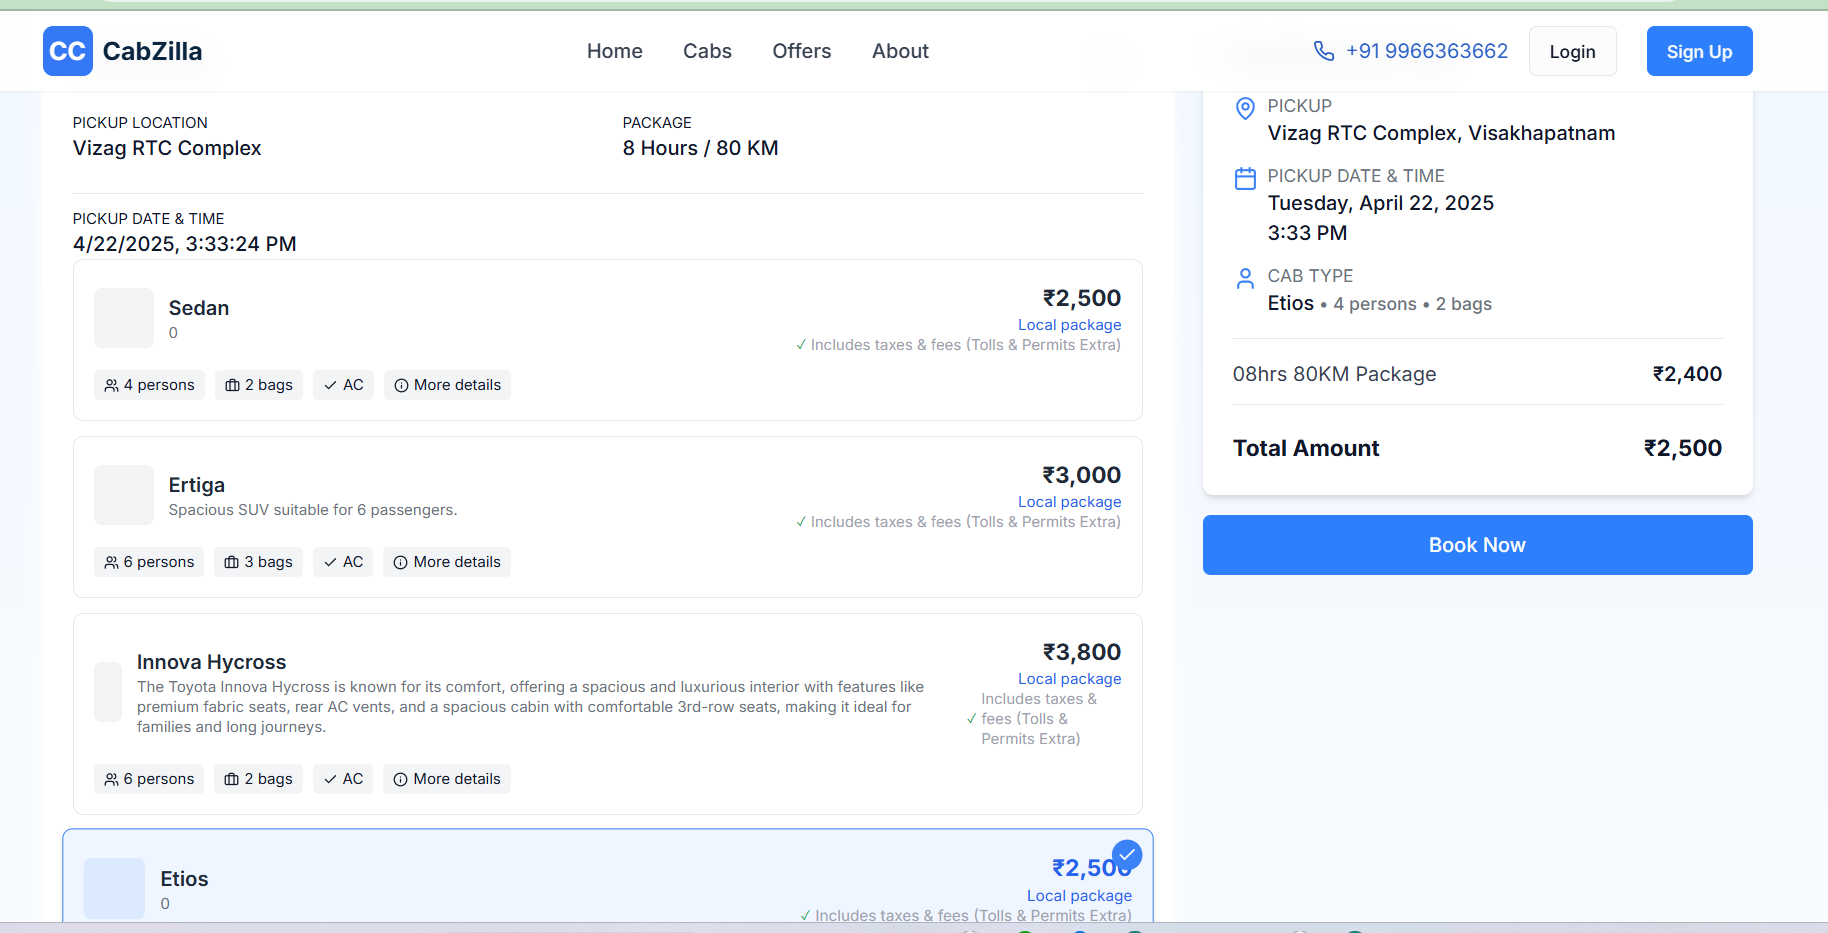 CC CabZilla
Home Cabs Offers About
+91 9966363662 Login Sign Up
PICKUP LOCATION
Vizag RTC Complex
PACKAGE
8 Hours / 80 KM
PICKUP DATE & TIME
4/22/2025, 3:33:24 PM
Sedan
0
₹2,500
Local package
✓ Includes taxes & fees (Tolls & Permits Extra)
4 persons 2 bags AC More details
Ertiga
Spacious SUV suitable for 6 passengers.
₹3,000
Local package
✓ Includes taxes & fees (Tolls & Permits Extra)
6 persons 3 bags AC More details
Innova Hycross
The Toyota Innova Hycross is known for its comfort, offering a spacious and luxurious interior with features like
premium fabric seats, rear AC vents, and a spacious cabin with comfortable 3rd-row seats, making it ideal for
families and long journeys.
₹3,800
Local package
Includes taxes &
✓ fees (Tolls &
Permits Extra)
6 persons 2 bags AC More details
Etios
0
₹2,500
Local package
✓ Includes taxes & fees (Tolls & Permits Extra)
PICKUP
Vizag RTC Complex, Visakhapatnam
PICKUP DATE & TIME
Tuesday, April 22, 2025
3:33 PM
CAB TYPE
Etios • 4 persons • 2 bags
08hrs 80KM Package ₹2,400
Total Amount ₹2,500
Book Now